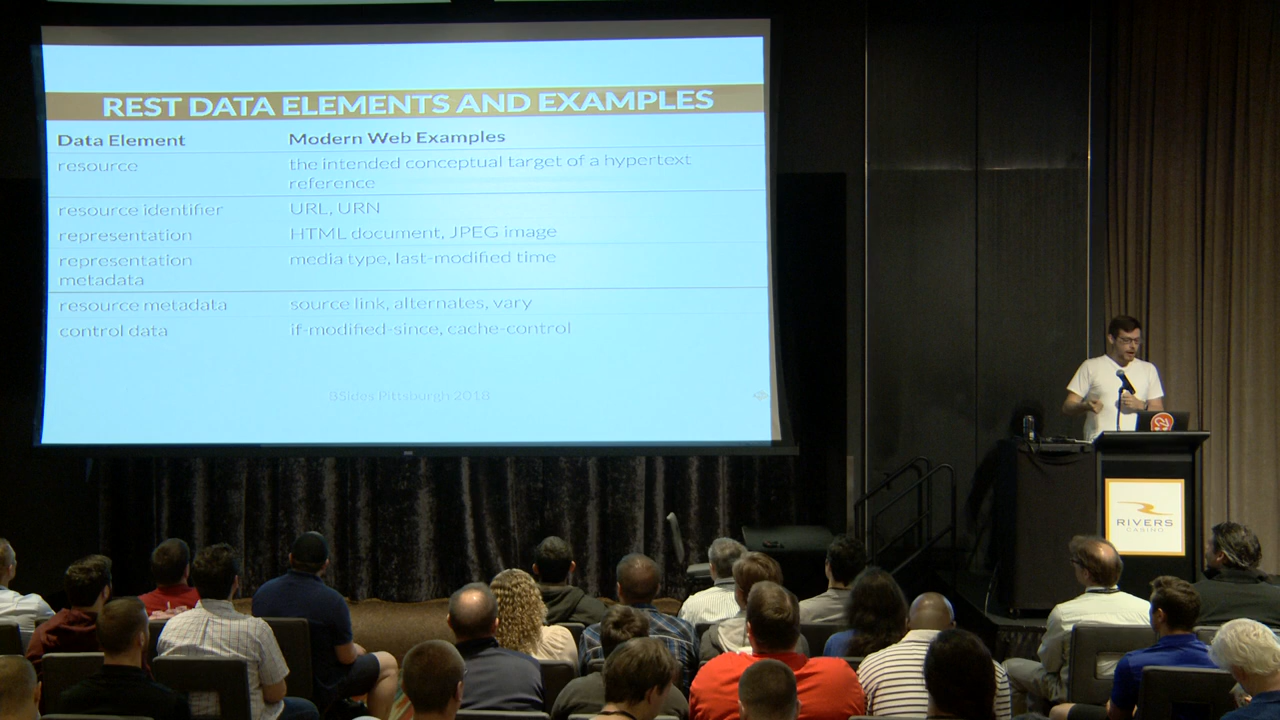 REST DATA ELEMENTS AND EXAMPLES
Data Element Modern Web Examples
resource the intended conceptual target of a hypertext
reference
resource identifier URL, URN
representation HTML document, JPEG image
representation media type, last-modified time
metadata
resource metadata source link, alternates, vary
control data if-modified-since, cache-control
BSides Pittsburgh 2018
RIVERS
CASINO